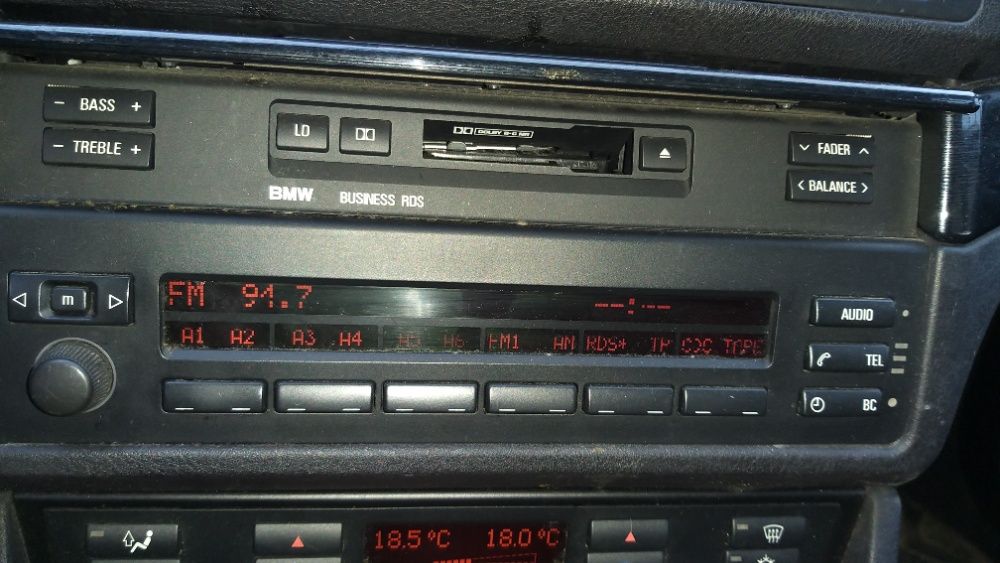 − BASS +
− TREBLE +
LD
DOLBY B-C NR
∨ FADER ∧
< BALANCE >
BMW BUSINESS RDS
m
FM 94.7 ---:---
A1 A2 A3 A4 A5 A6 FM1 AM RDS* TP CDC TAPE
AUDIO
TEL
BC
18.5°C 18.0°C